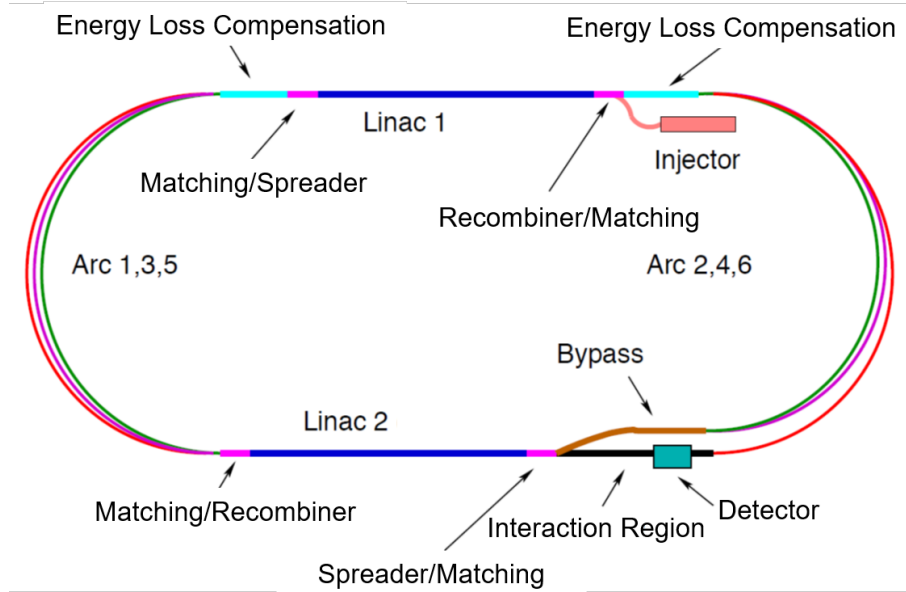 Energy Loss Compensation
Energy Loss Compensation
Linac 1
Injector
Matching/Spreader
Recombiner/Matching
Arc 1,3,5
Arc 2,4,6
Bypass
Linac 2
Matching/Recombiner
Detector
Interaction Region
Spreader/Matching